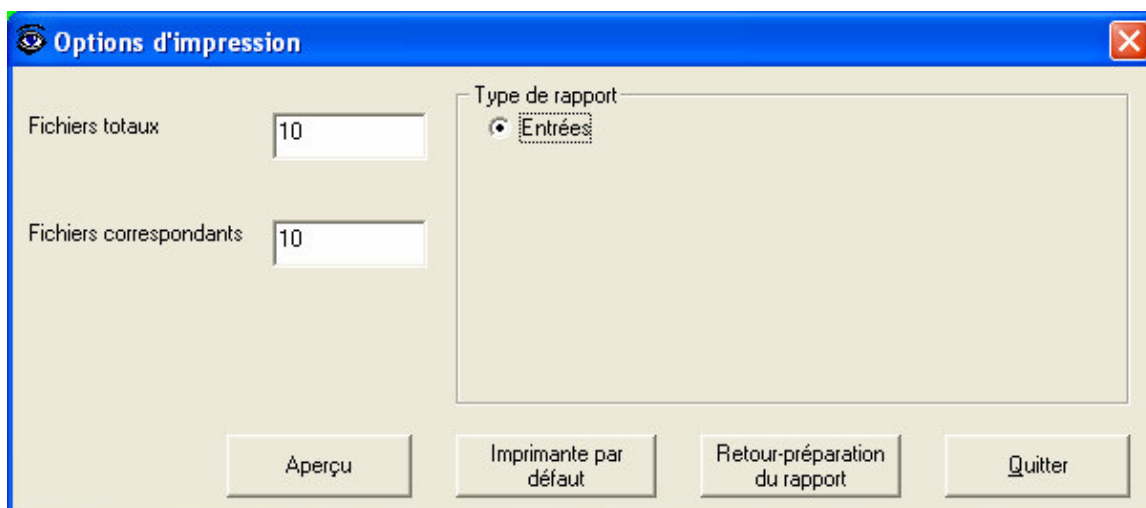 Options d'impression
Fichiers totaux
10
Type de rapport
Entrées
Fichiers correspondants
10
Aperçu
Imprimante par
défaut
Retour-préparation
du rapport
Quitter